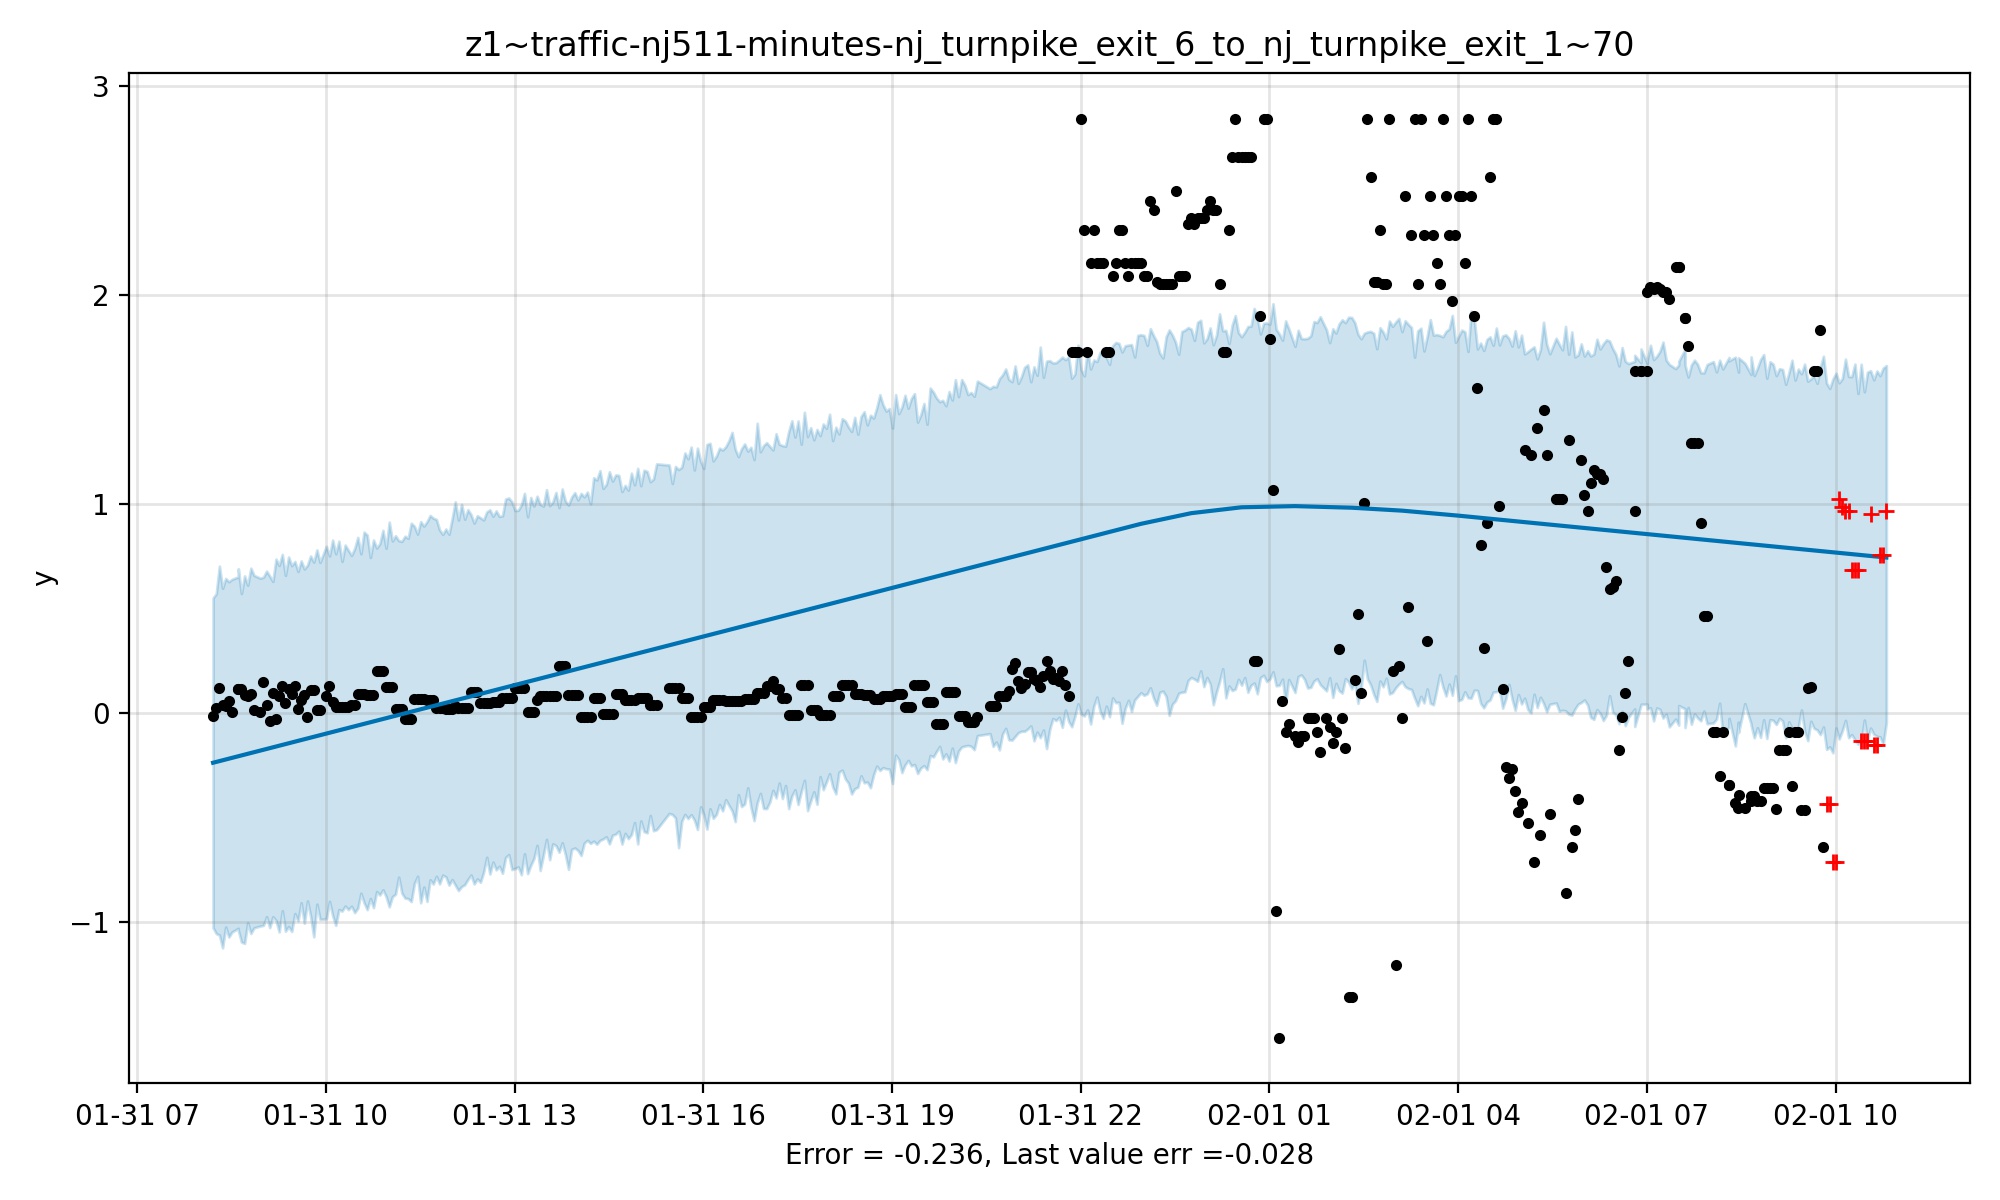 z1~traffic-nj511-minutes-nj_turnpike_exit_6_to_nj_turnpike_exit_1~70
3
2
1
0
−1
y
01-31 07 01-31 10 01-31 13 01-31 16 01-31 19 01-31 22 02-01 01 02-01 04 02-01 07 02-01 10
Error = -0.236, Last value err =-0.028